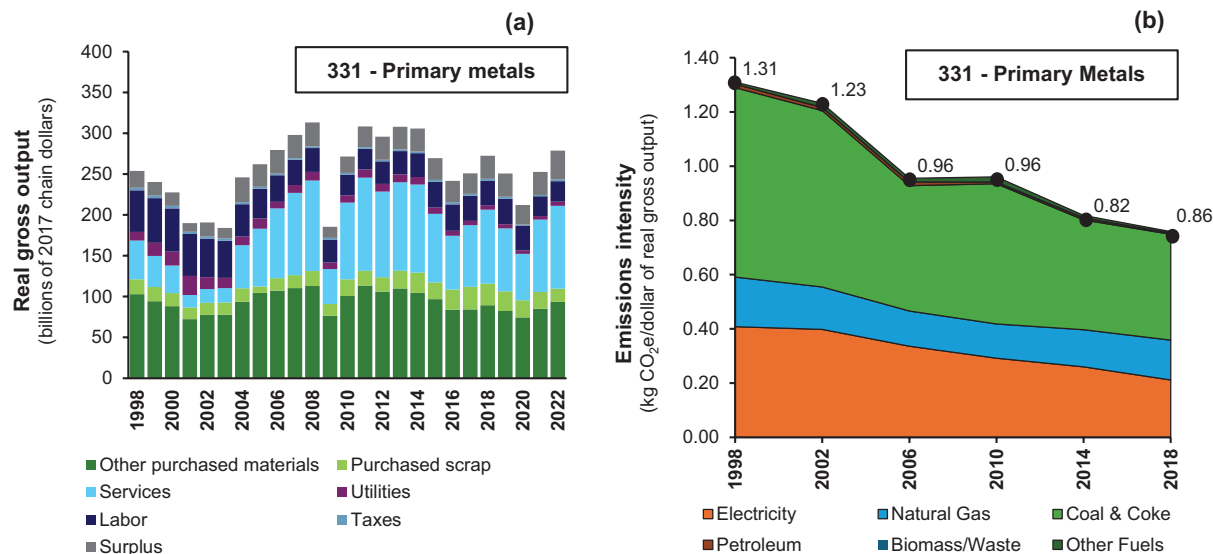 (a)
331 - Primary metals
Real gross output
(billions of 2017 chain dollars)
400
350
300
250
200
150
100
50
0
1998
2000
2002
2004
2006
2008
2010
2012
2014
2016
2018
2020
2022
Other purchased materials
Purchased scrap
Services
Utilities
Labor
Taxes
Surplus
(b)
331 - Primary Metals
Emissions intensity
(kg CO₂e/dollar of real gross output)
1.40
1.20
1.00
0.80
0.60
0.40
0.20
0.00
1.31
1.23
0.96
0.96
0.82
0.86
1998
2002
2006
2010
2014
2018
Electricity
Natural Gas
Coal & Coke
Petroleum
Biomass/Waste
Other Fuels